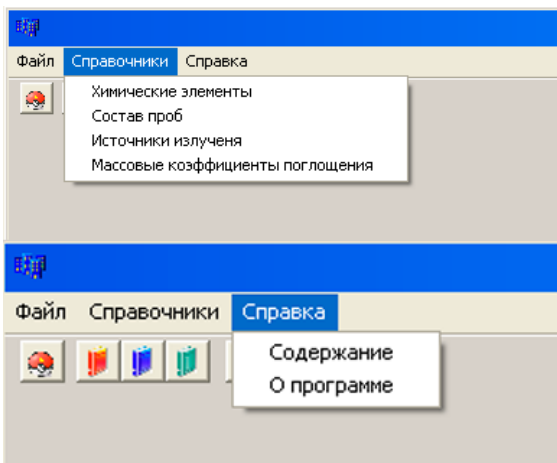 Файл Справочники Справка
Химические элементы
Состав проб
Источники излученя
Массовые коэффициенты поглощения
Файл Справочники Справка
Содержание
О программе